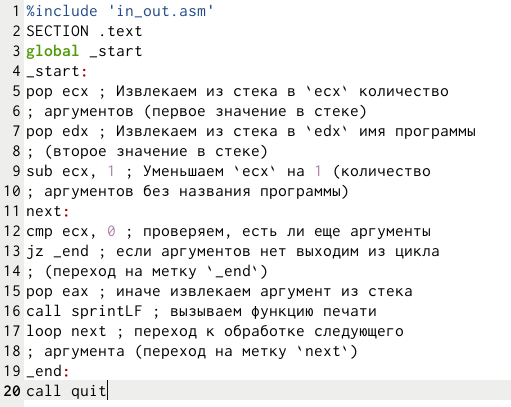 1 %include 'in_out.asm'
2 SECTION .text
3 global _start
4 _start:
5 pop ecx ; Извлекаем из стека в `ecx` количество
6 ; аргументов (первое значение в стеке)
7 pop edx ; Извлекаем из стека в `edx` имя программы
8 ; (второе значение в стеке)
9 sub ecx, 1 ; Уменьшаем `ecx` на 1 (количество
10 ; аргументов без названия программы)
11 next:
12 cmp ecx, 0 ; проверяем, есть ли еще аргументы
13 jz _end ; если аргументов нет выходим из цикла
14 ; (переход на метку `_end`)
15 pop eax ; иначе извлекаем аргумент из стека
16 call sprintLF ; вызываем функцию печати
17 loop next ; переход к обработке следующего
18 ; аргумента (переход на метку `next`)
19 _end:
20 call quit